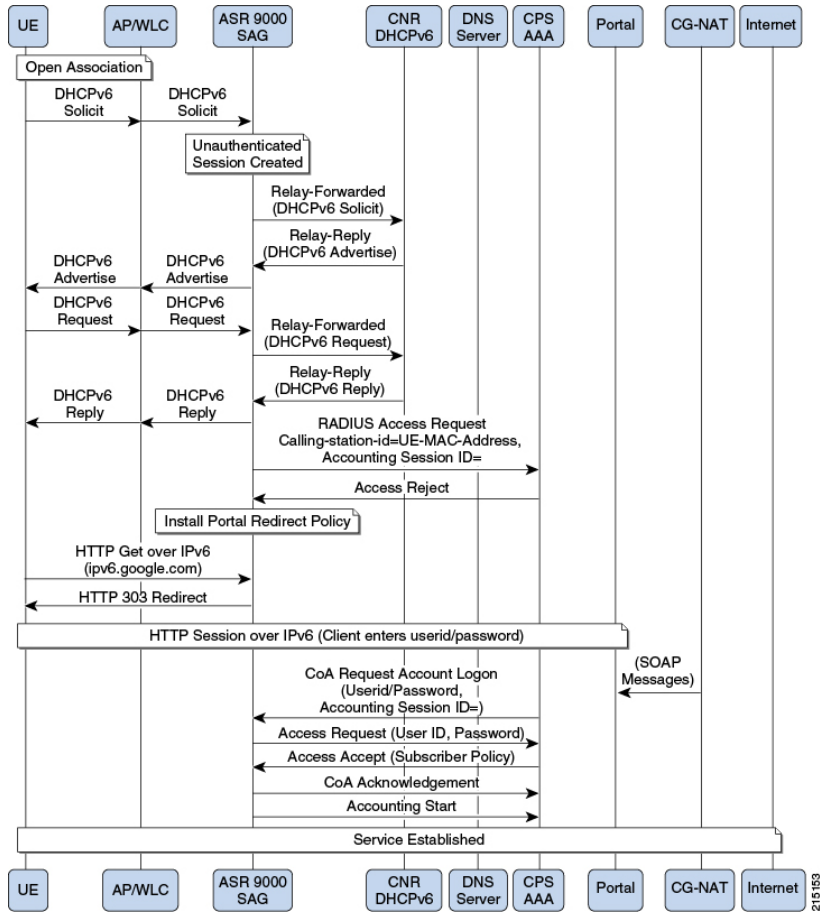 UE
AP/WLC
ASR 9000
SAG
CNR
DHCPv6
DNS
Server
CPS
AAA
Portal
CG-NAT
Internet
Open Association
DHCPv6
Solicit
DHCPv6
Solicit
Unauthenticated
Session Created
Relay-Forwarded
(DHCPv6 Solicit)
Relay-Reply
(DHCPv6 Advertise)
DHCPv6
Advertise
DHCPv6
Advertise
DHCPv6
Request
DHCPv6
Request
Relay-Forwarded
(DHCPv6 Request)
Relay-Reply
(DHCPv6 Reply)
DHCPv6
Reply
DHCPv6
Reply
RADIUS Access Request
Calling-station-id=UE-MAC-Address,
Accounting Session ID=
Access Reject
Install Portal Redirect Policy
HTTP Get over IPv6
(ipv6.google.com)
HTTP 303 Redirect
HTTP Session over IPv6 (Client enters userid/password)
(SOAP
Messages)
CoA Request Account Logon
(Userid/Password,
Accounting Session ID=)
Access Request (User ID, Password)
Access Accept (Subscriber Policy)
CoA Acknowledgement
Accounting Start
Service Established
UE
AP/WLC
ASR 9000
SAG
CNR
DHCPv6
DNS
Server
CPS
AAA
Portal
CG-NAT
Internet
215153